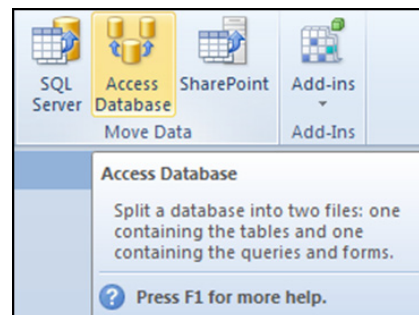 SQL Server
Access Database
SharePoint
Add-ins
Move Data
Add-Ins
Access Database
Split a database into two files: one
containing the tables and one
containing the queries and forms.
Press F1 for more help.